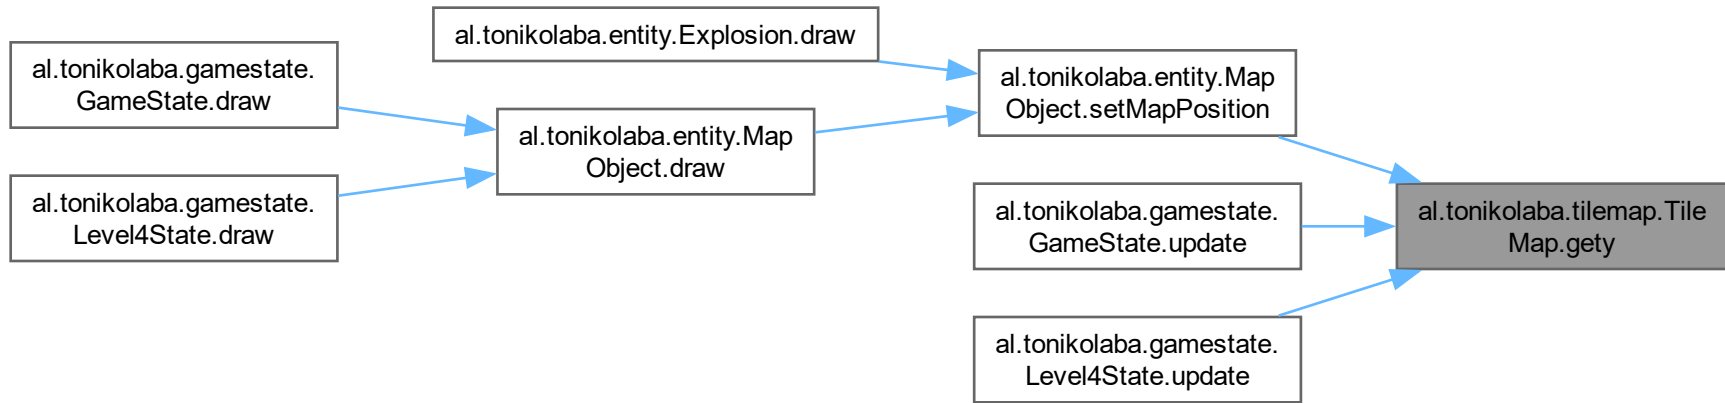 al.tonikolaba.gamestate.
GameState.draw
al.tonikolaba.gamestate.
Level4State.draw
al.tonikolaba.entity.Explosion.draw
al.tonikolaba.entity.Map
Object.draw
al.tonikolaba.entity.Map
Object.setMapPosition
al.tonikolaba.gamestate.
GameState.update
al.tonikolaba.gamestate.
Level4State.update
al.tonikolaba.tilemap.Tile
Map.gety